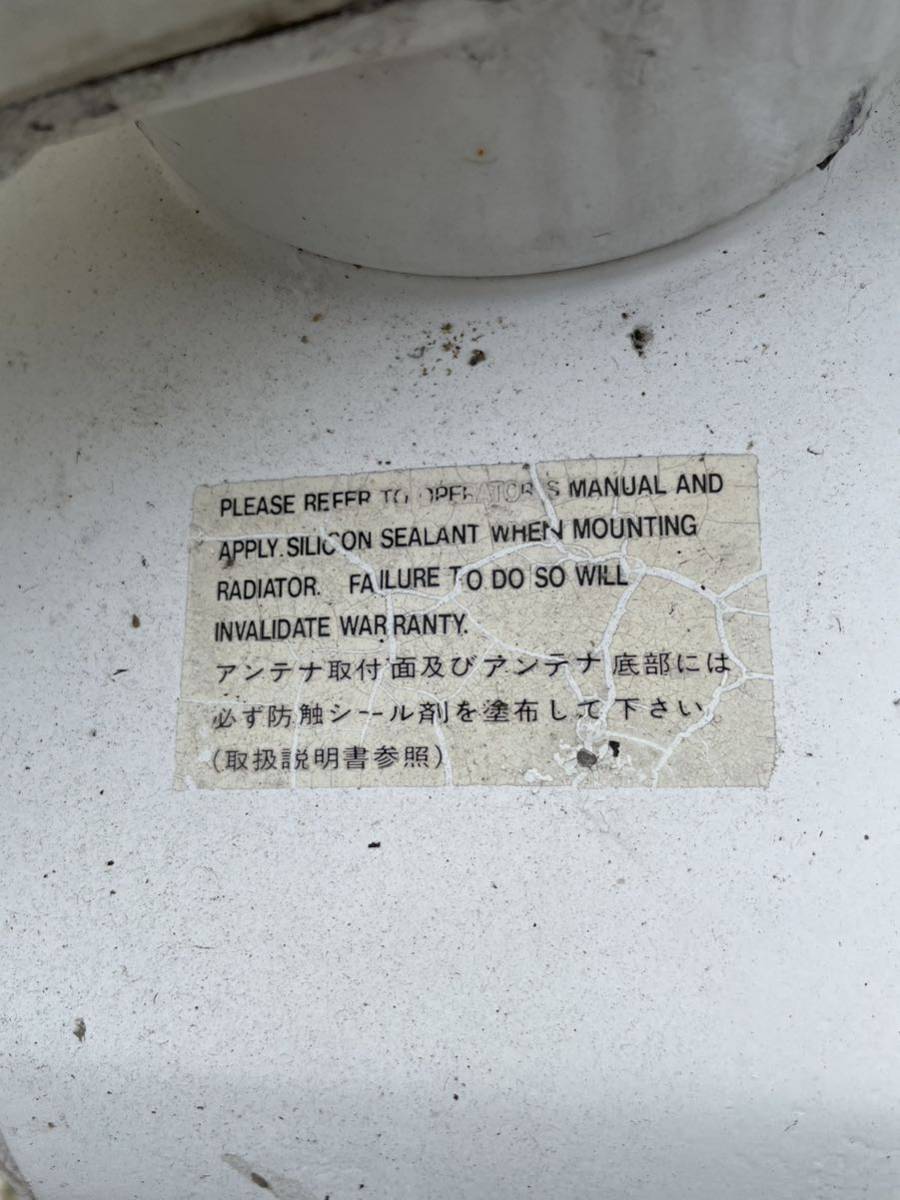 PLEASE REFER TO OPERATOR'S MANUAL AND
APPLY SILICON SEALANT WHEN MOUNTING
RADIATOR. FAILURE TO DO SO WILL
INVALIDATE WARRANTY.
アンテナ取付面及びアンテナ底部には
必ず防触シール剤を塗布して下さい。
(取扱説明書参照)